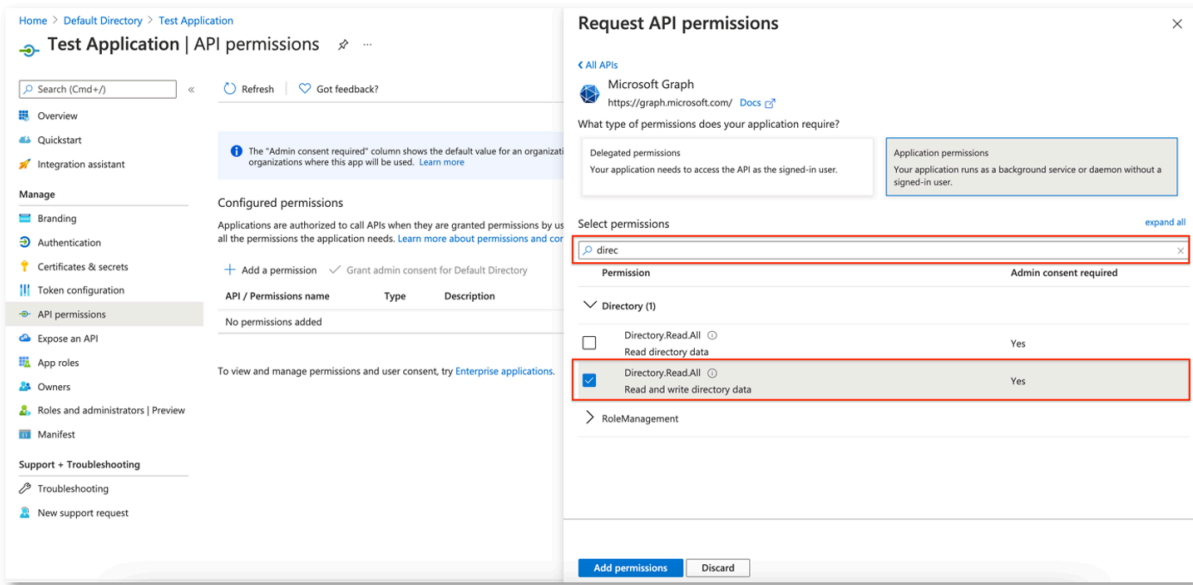 Home > Default Directory > Test Application
Test Application | API permissions
Search (Cmd+/)
Overview
Quickstart
Integration assistant
Manage
Branding
Authentication
Certificates & secrets
Token configuration
API permissions
Expose an API
App roles
Owners
Roles and administrators | Preview
Manifest
Support + Troubleshooting
Troubleshooting
New support request
Refresh
Got feedback?
The "Admin consent required" column shows the default value for an organizati
organizations where this app will be used. Learn more
Configured permissions
Applications are authorized to call APIs when they are granted permissions by us
all the permissions the application needs. Learn more about permissions and cor
+ Add a permission
Grant admin consent for Default Directory
API / Permissions name Type Description
No permissions added
To view and manage permissions and user consent, try Enterprise applications.
Request API permissions
All APIs
Microsoft Graph
https://graph.microsoft.com/ Docs
What type of permissions does your application require?
Delegated permissions
Your application needs to access the API as the signed-in user.
Application permissions
Your application runs as a background service or daemon without a
signed-in user.
Select permissions
expand all
direc
Permission Admin consent required
Directory (1)
Directory.Read.All
Read directory data
Yes
Directory.Read.All
Read and write directory data
Yes
RoleManagement
Add permissions
Discard